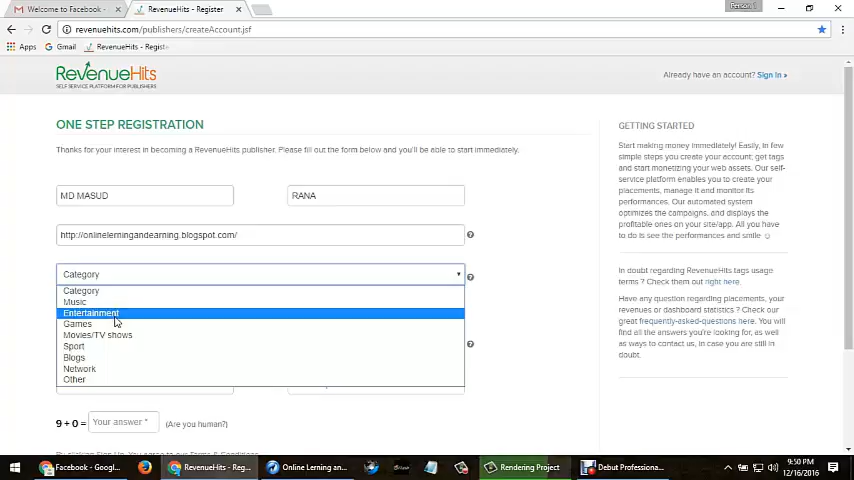 Person 1
Welcome to Facebook -
RevenueHits - Register
revenuehits.com/publishers/createAccount.jsf
Apps
Gmail
RevenueHits - Registe
RevenueHits
SELF SERVICE PLATFORM FOR PUBLISHERS
Already have an account? Sign In »
ONE STEP REGISTRATION
Thanks for your interest in becoming a RevenueHits publisher. Please fill out the form below and you'll be able to start immediately.
MD MASUD
RANA
http://onlinelerningandearning.blogspot.com/
Category
Category
Music
Entertainment
Games
Movies/TV shows
Sport
Blogs
Network
Other
9 + 0 =
Your answer *
(Are you human?)
GETTING STARTED
Start making money immediately! Easily, in few
simple steps you create your account; get tags
and start monetizing your web assets. Our self-
service platform enables you to create your
placements, manage it and monitor its
performances. Our automated system
optimizes the campaigns, and displays the
profitable ones on your site/app. All you have
to do is see the performances and smile ☺
In doubt regarding RevenueHits tags usage
terms ? Check them out right here.
Have any question regarding placements, your
revenues or dashboard statistics ? Check our
great frequently-asked-questions here. You will
find all the answers you're looking for, as well
as ways to contact us, in case you are still in
doubt.
Facebook - Googl...
RevenueHits - Reg...
Online Lerning an...
Rendering Project
Debut Professiona...
9:50 PM
12/16/2016